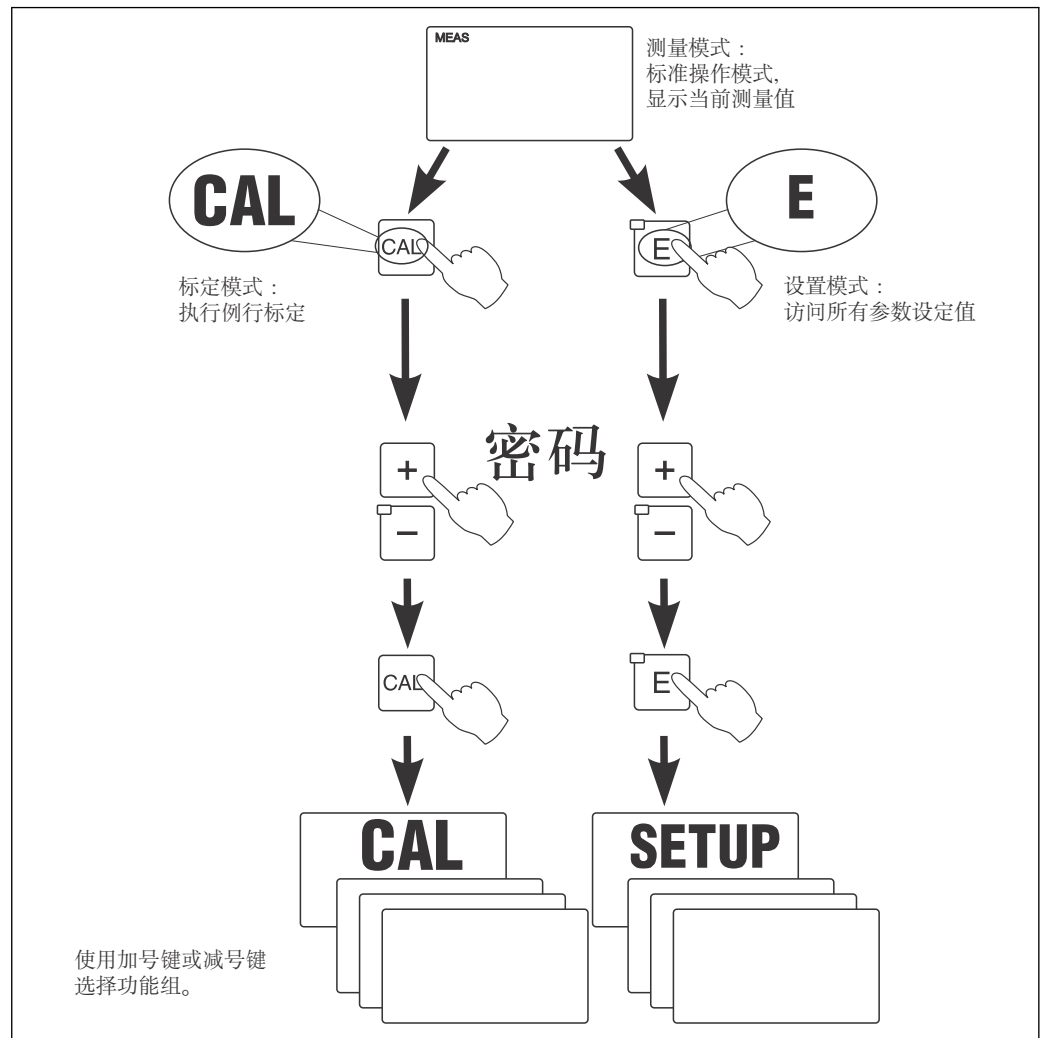 MEAS
测量模式：
标准操作模式,
显示当前测量值
CAL
E
CAL
E
标定模式：
执行例行标定
设置模式：
访问所有参数设定值
密码
+
+
−
−
CAL
E
CAL
SETUP
使用加号键或减号键
选择功能组。